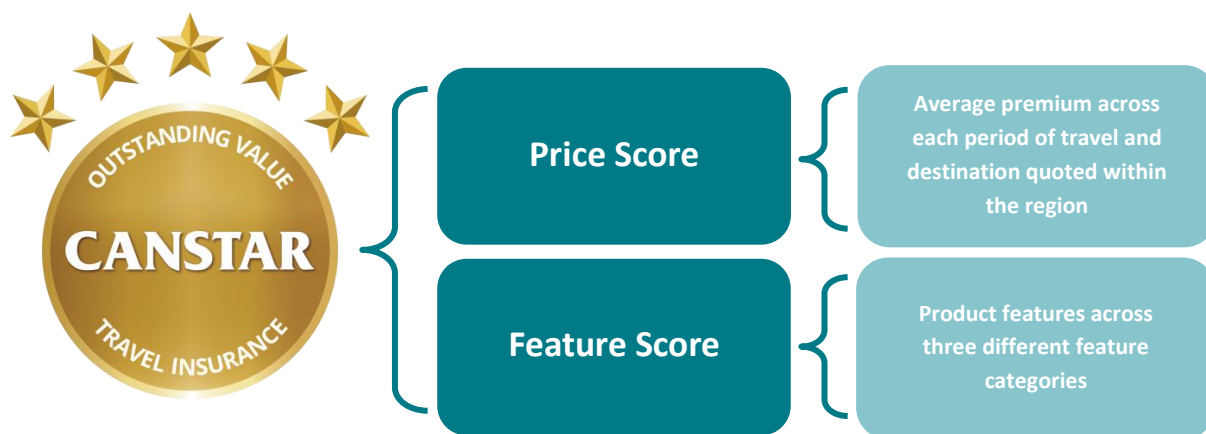 OUTSTANDING VALUE
CANSTAR
TRAVEL INSURANCE
Price Score
Average premium across
each period of travel and
destination quoted within
the region
Feature Score
Product features across
three different feature
categories